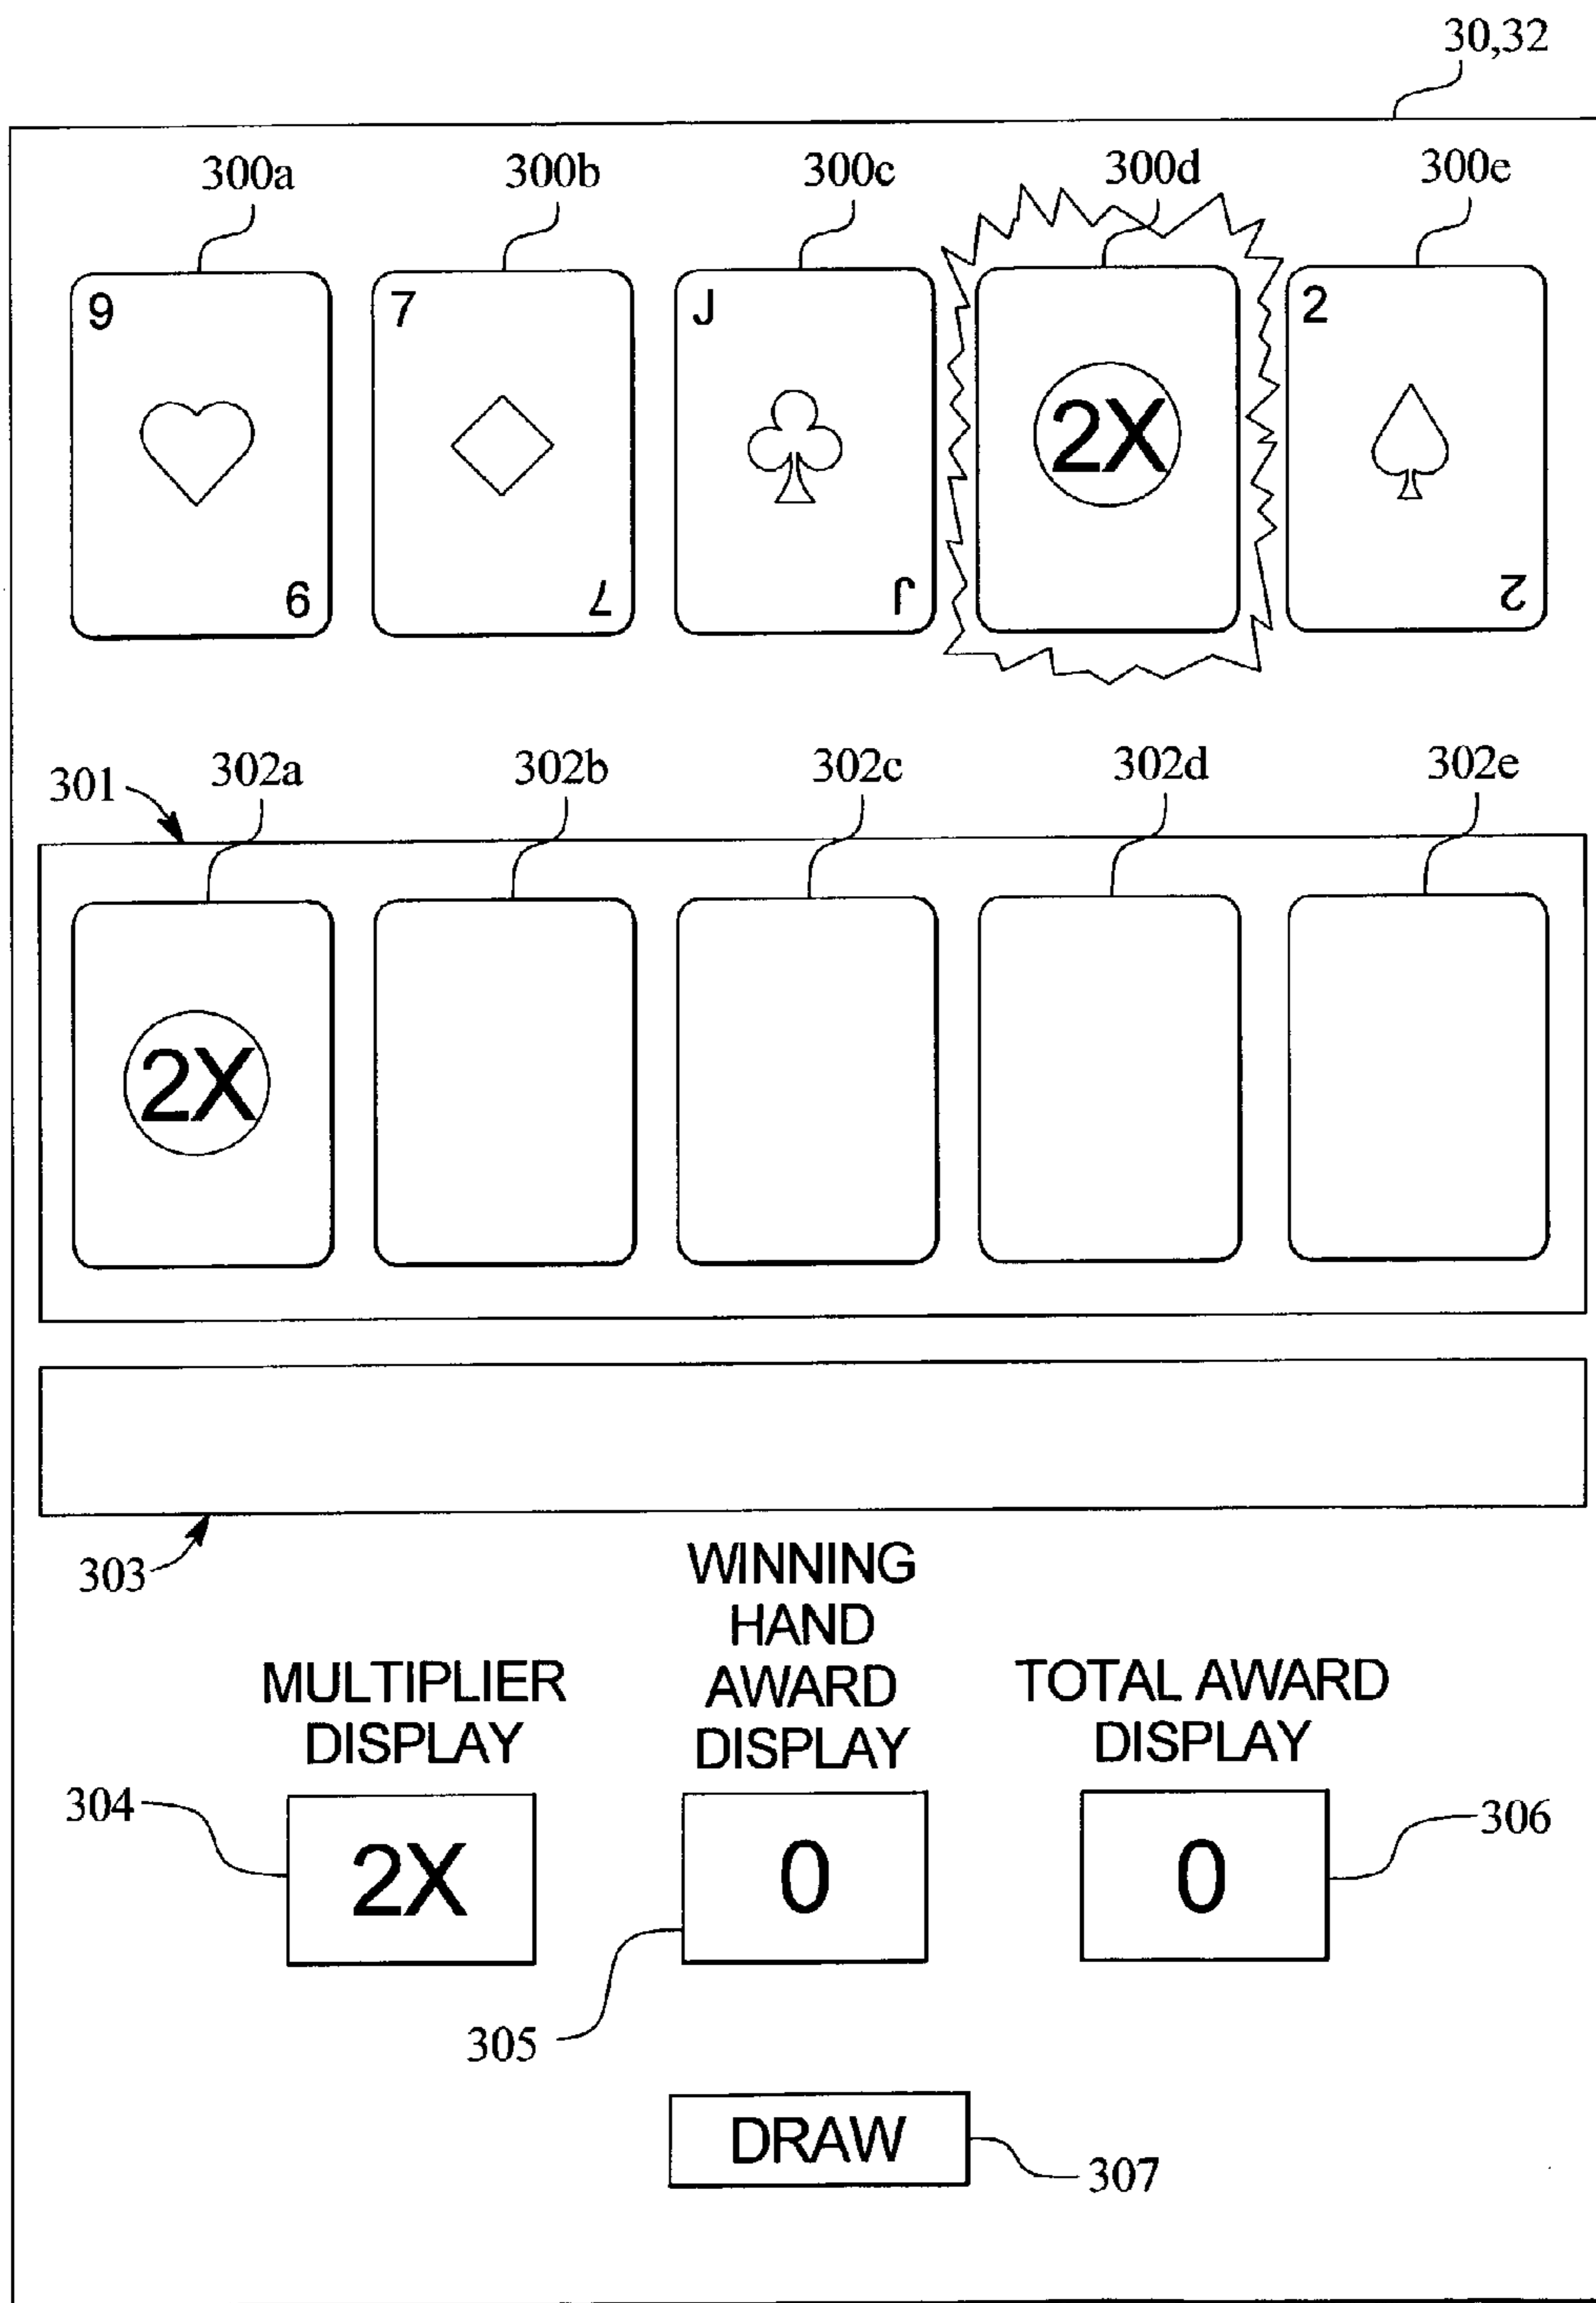 30,32
300a 300b 300c 300d 300e
9 7 J 2
2X
9 7 J 2
301 302a 302b 302c 302d 302e
2X
303
WINNING
HAND
AWARD
DISPLAY
MULTIPLIER
DISPLAY
TOTAL AWARD
DISPLAY
304 2X 0 0 306
305
DRAW 307